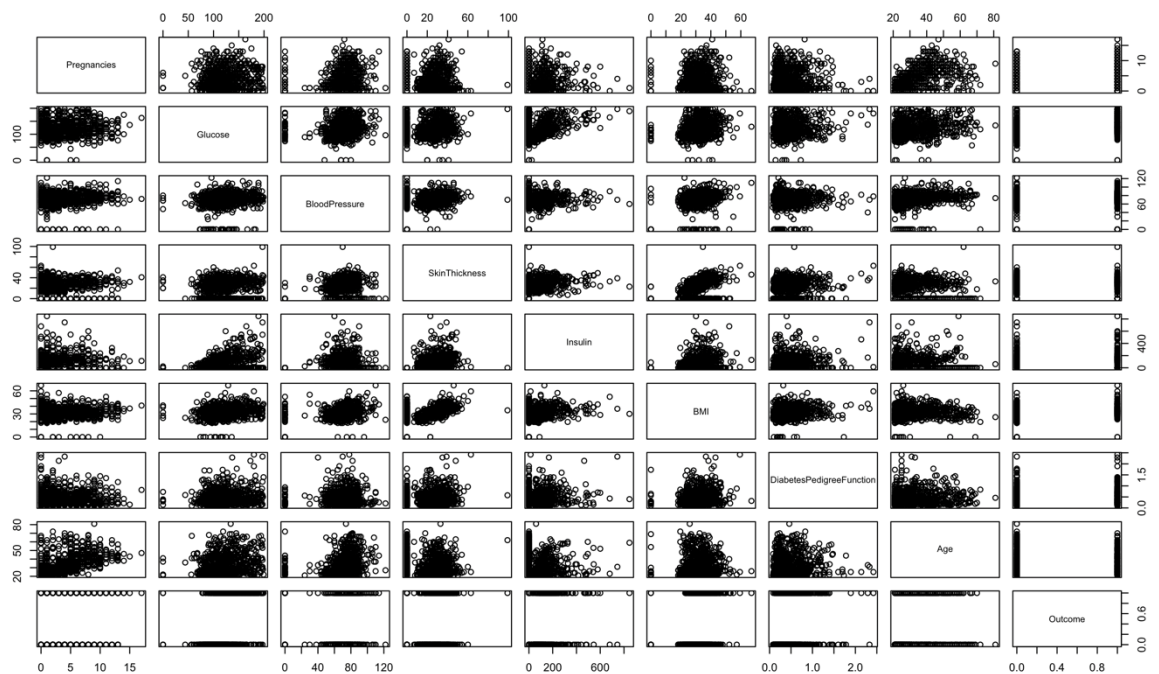 0 50 100 200 0 20 60 100 0 20 40 60 20 40 60 80
Pregnancies 0 10
0 100 Glucose
BloodPressure 0 60 120
0 40 100 SkinThickness
Insulin 0 400
0 30 60 BMI
DiabetesPedigreeFunction 0.0 1.5
20 50 80 Age
Outcome 0.0 0.6
0 5 10 15 0 40 80 120 0 200 600 0.0 1.0 2.0 0.0 0.4 0.8